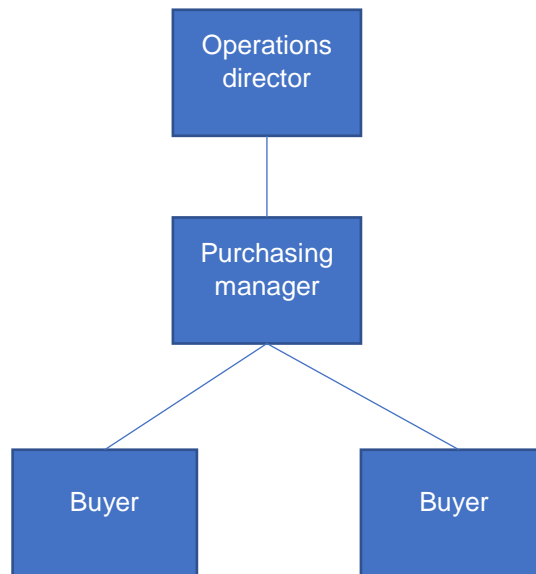 Operations
director
Purchasing
manager
Buyer
Buyer